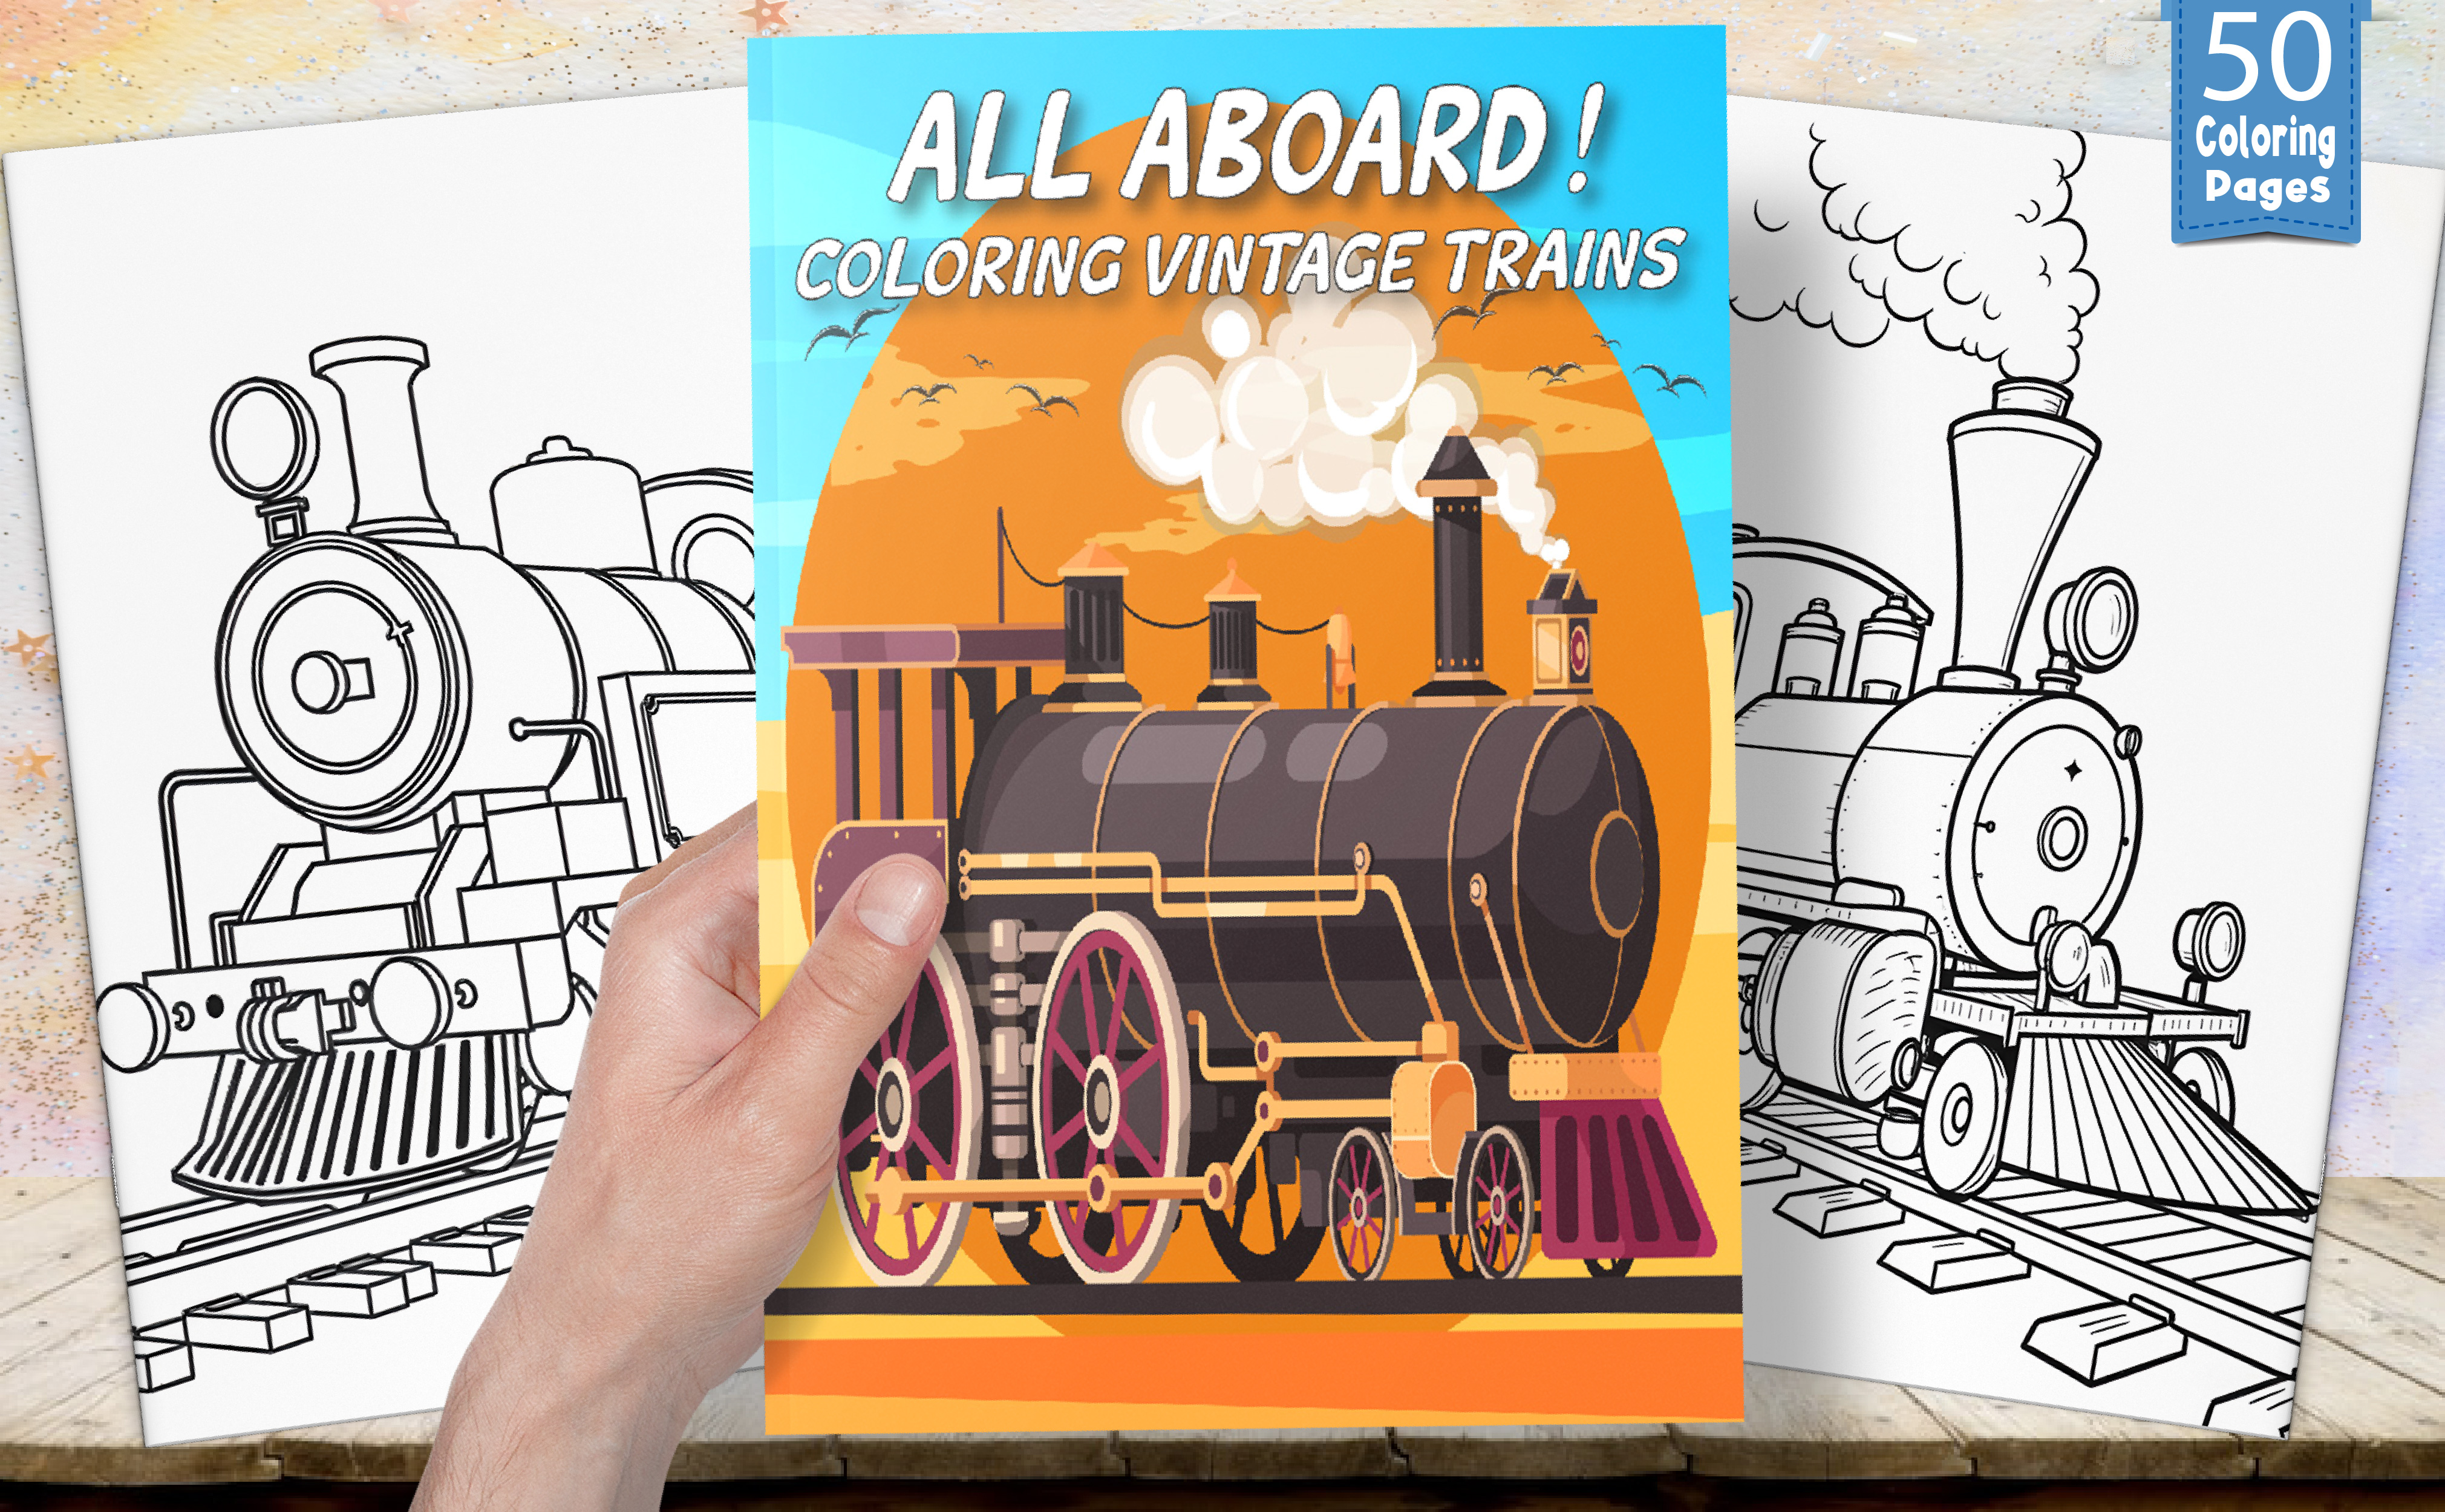 ALL ABOARD!
COLORING VINTAGE TRAINS
50
Coloring
Pages